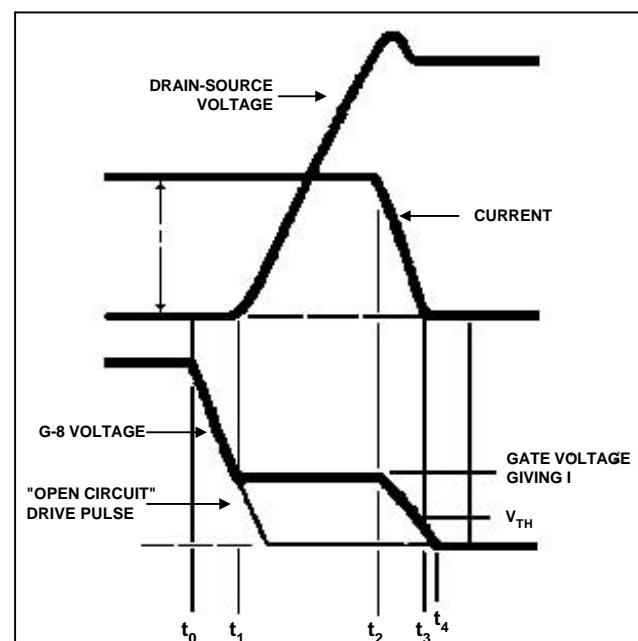 DRAIN-SOURCE
VOLTAGE
CURRENT
G-8 VOLTAGE
GATE VOLTAGE
GIVING I
"OPEN CIRCUIT"
DRIVE PULSE
VTH
t0 t1 t2 t3 t4